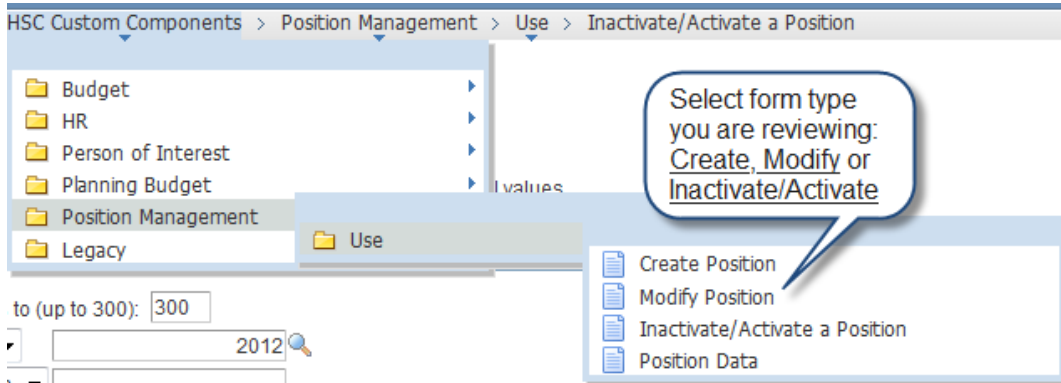 HSC Custom Components > Position Management > Use > Inactivate/Activate a Position
Budget
HR
Person of Interest
Planning Budget
Position Management
Legacy
values
Use
Select form type
you are reviewing:
Create, Modify or
Inactivate/Activate
Create Position
Modify Position
Inactivate/Activate a Position
Position Data
to (up to 300): 300
2012